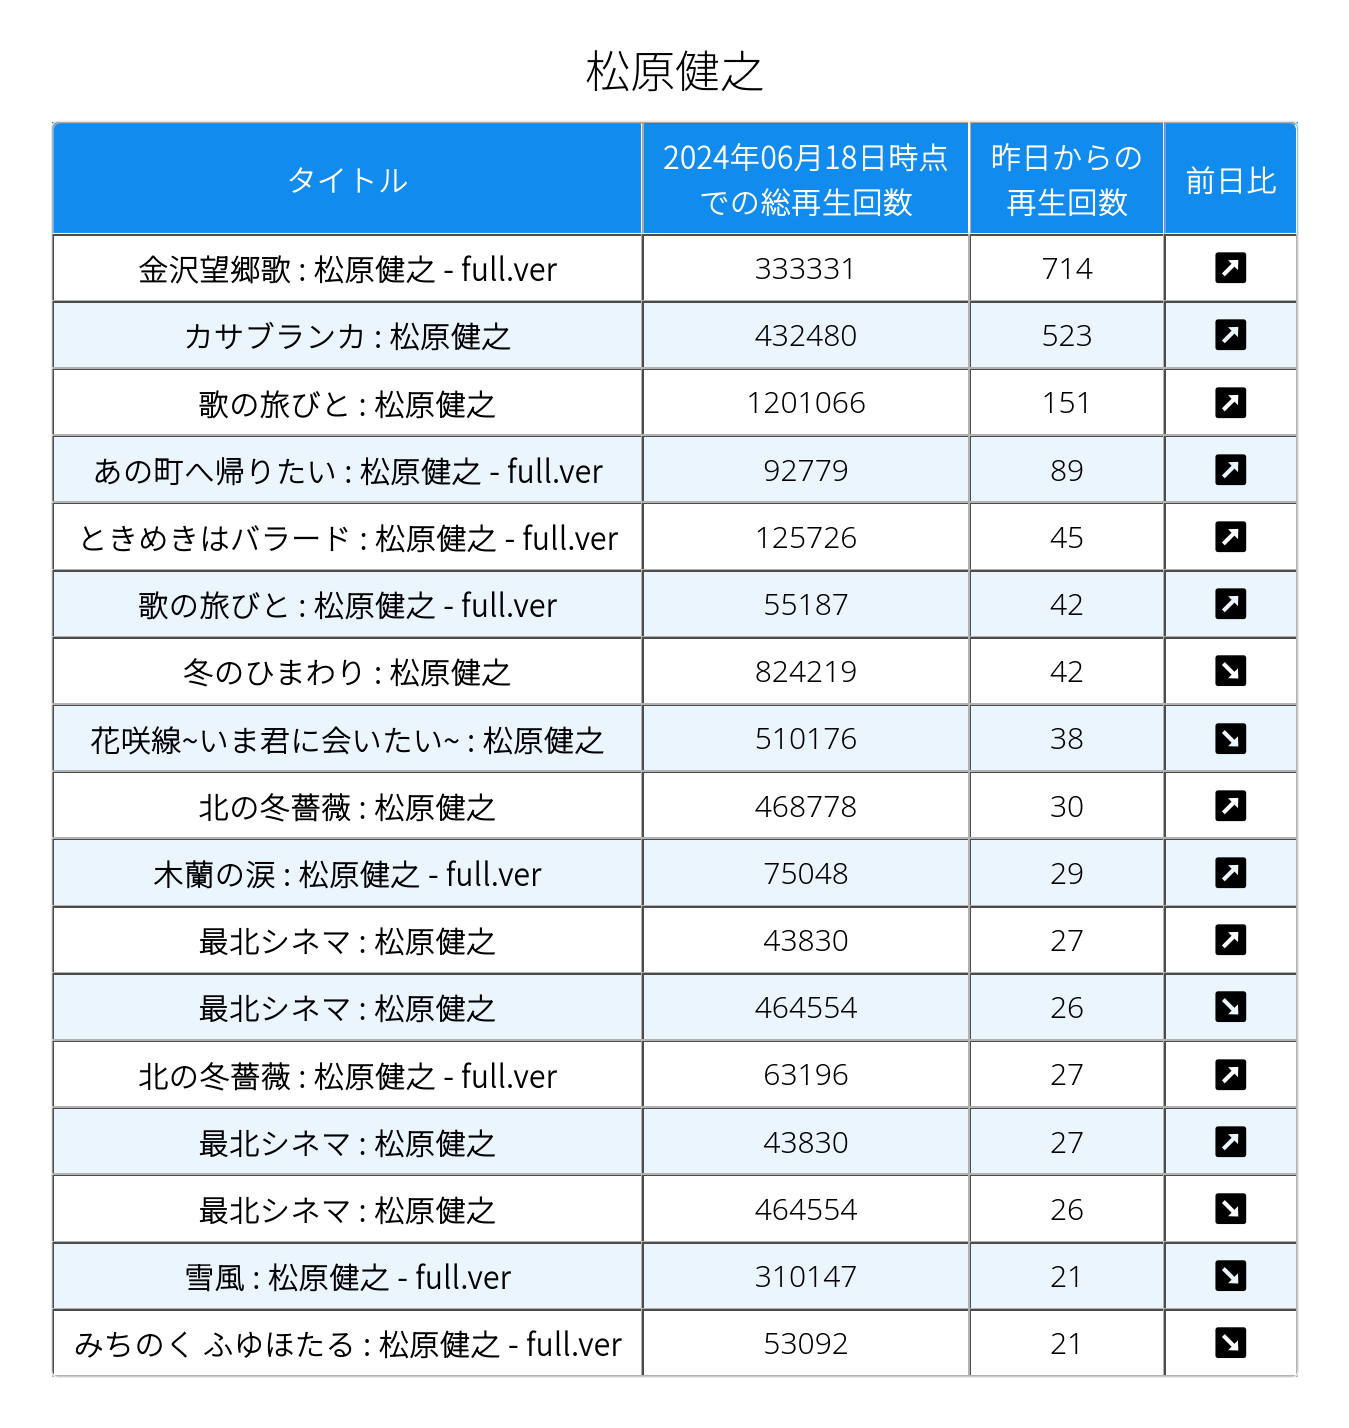 松原健之
タイトル 2024年06月18日時点での総再生回数 昨日からの再生回数 前日比
金沢望郷歌 : 松原健之 - full.ver 333331 714 ↗
カサブランカ : 松原健之 432480 523 ↗
歌の旅びと : 松原健之 1201066 151 ↗
あの町へ帰りたい : 松原健之 - full.ver 92779 89 ↗
ときめきはバラード : 松原健之 - full.ver 125726 45 ↗
歌の旅びと : 松原健之 - full.ver 55187 42 ↗
冬のひまわり : 松原健之 824219 42 ↘
花咲線~いま君に会いたい~ : 松原健之 510176 38 ↘
北の冬薔薇 : 松原健之 468778 30 ↗
木蘭の涙 : 松原健之 - full.ver 75048 29 ↗
最北シネマ : 松原健之 43830 27 ↗
最北シネマ : 松原健之 464554 26 ↘
北の冬薔薇 : 松原健之 - full.ver 63196 27 ↗
最北シネマ : 松原健之 43830 27 ↗
最北シネマ : 松原健之 464554 26 ↘
雪風 : 松原健之 - full.ver 310147 21 ↘
みちのく ふゆほたる : 松原健之 - full.ver 53092 21 ↘